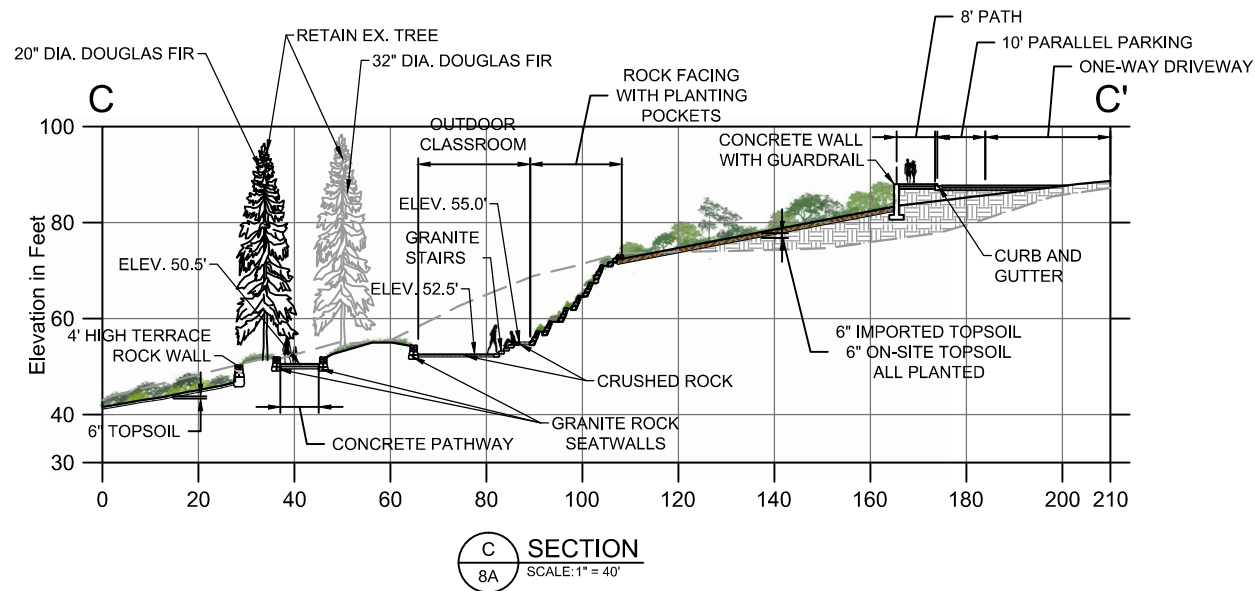 8' PATH
RETAIN EX. TREE
10' PARALLEL PARKING
20" DIA. DOUGLAS FIR
32" DIA. DOUGLAS FIR
ONE-WAY DRIVEWAY
ROCK FACING
WITH PLANTING
POCKETS
C
C'
OUTDOOR
CLASSROOM
CONCRETE WALL
WITH GUARDRAIL
ELEV. 55.0'
GRANITE
STAIRS
ELEV. 50.5'
ELEV. 52.5'
CURB AND
GUTTER
4' HIGH TERRACE
ROCK WALL
6" IMPORTED TOPSOIL
6" ON-SITE TOPSOIL
ALL PLANTED
CRUSHED ROCK
6" TOPSOIL
CONCRETE PATHWAY
GRANITE ROCK
SEATWALLS
Elevation in Feet
100
80
60
40
30
0 20 40 60 80 100 120 140 160 180 200 210
C
8A
SECTION
SCALE:1" = 40'